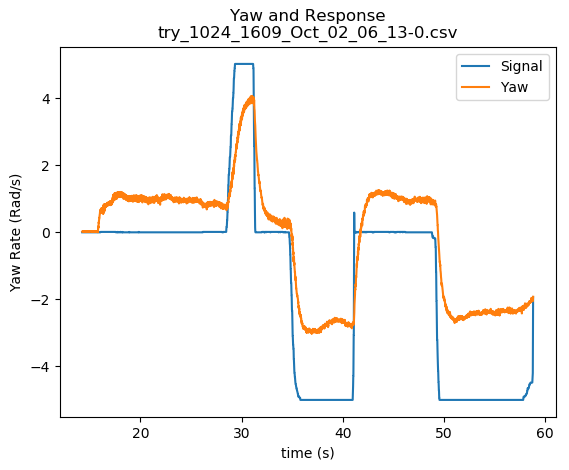 Yaw and Response
try_1024_1609_Oct_02_06_13-0.csv
Signal
Yaw
Yaw Rate (Rad/s)
4
2
0
−2
−4
20
30
40
50
60
time (s)